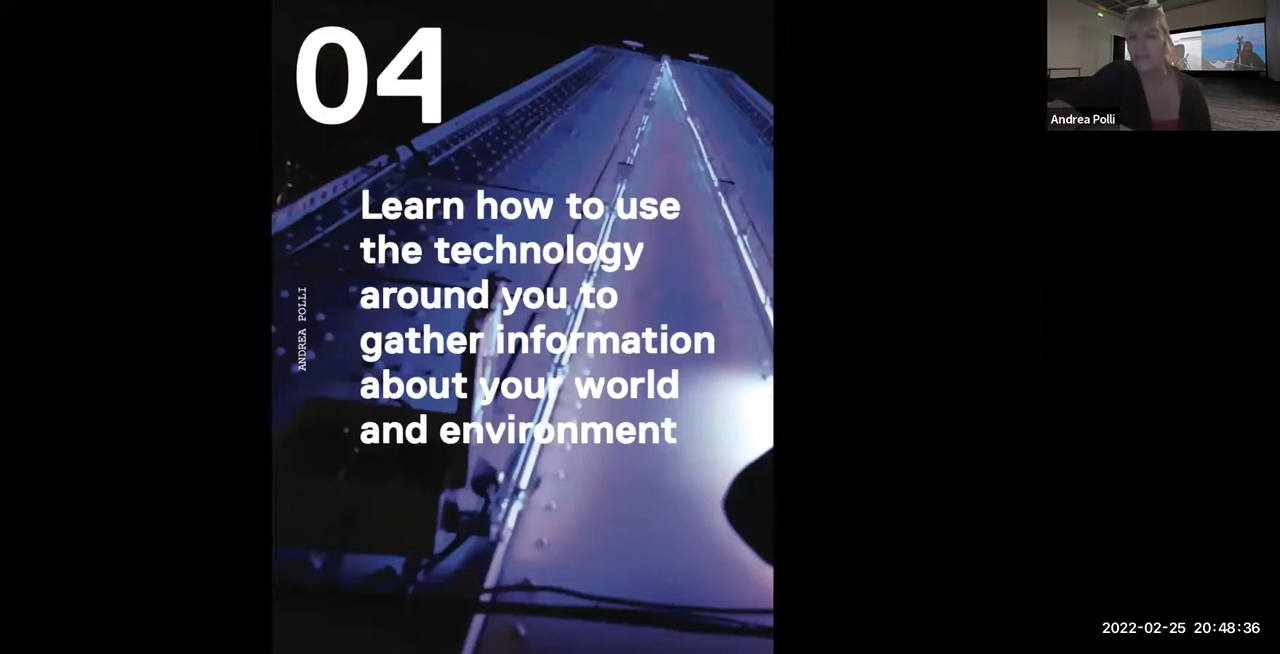 04
Learn how to use
the technology
around you to
gather information
about your world
and environment
ANDREA POLLI
Andrea Polli
2022-02-25 20:48:36